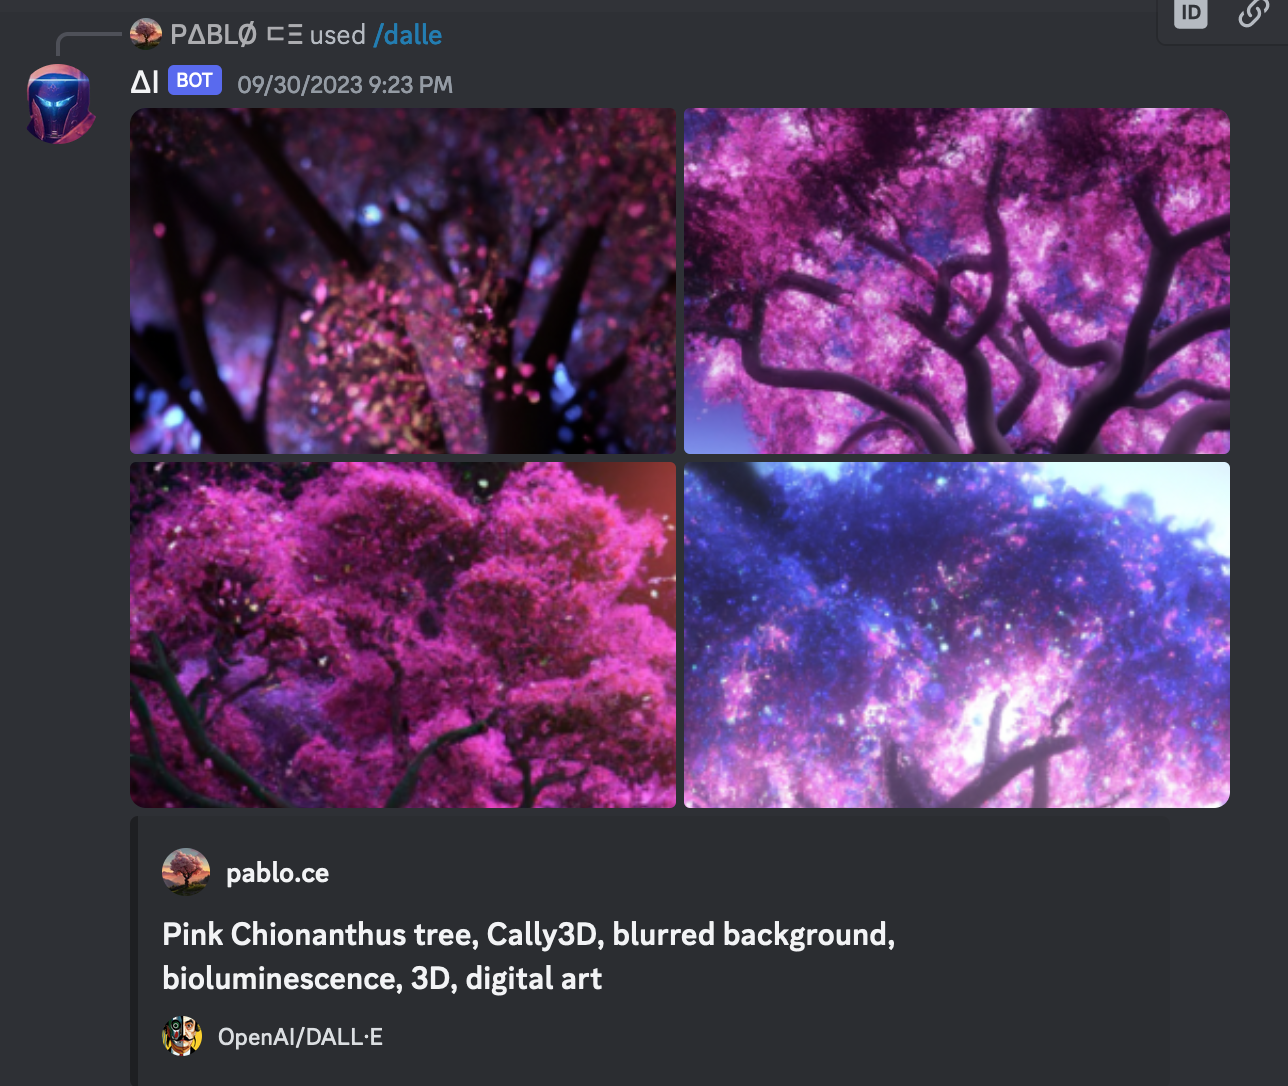 ID
PΔBLØ ㄷΞ used /dalle
ΔI BOT 09/30/2023 9:23 PM
pablo.ce
Pink Chionanthus tree, Cally3D, blurred background,
bioluminescence, 3D, digital art
OpenAI/DALL·E